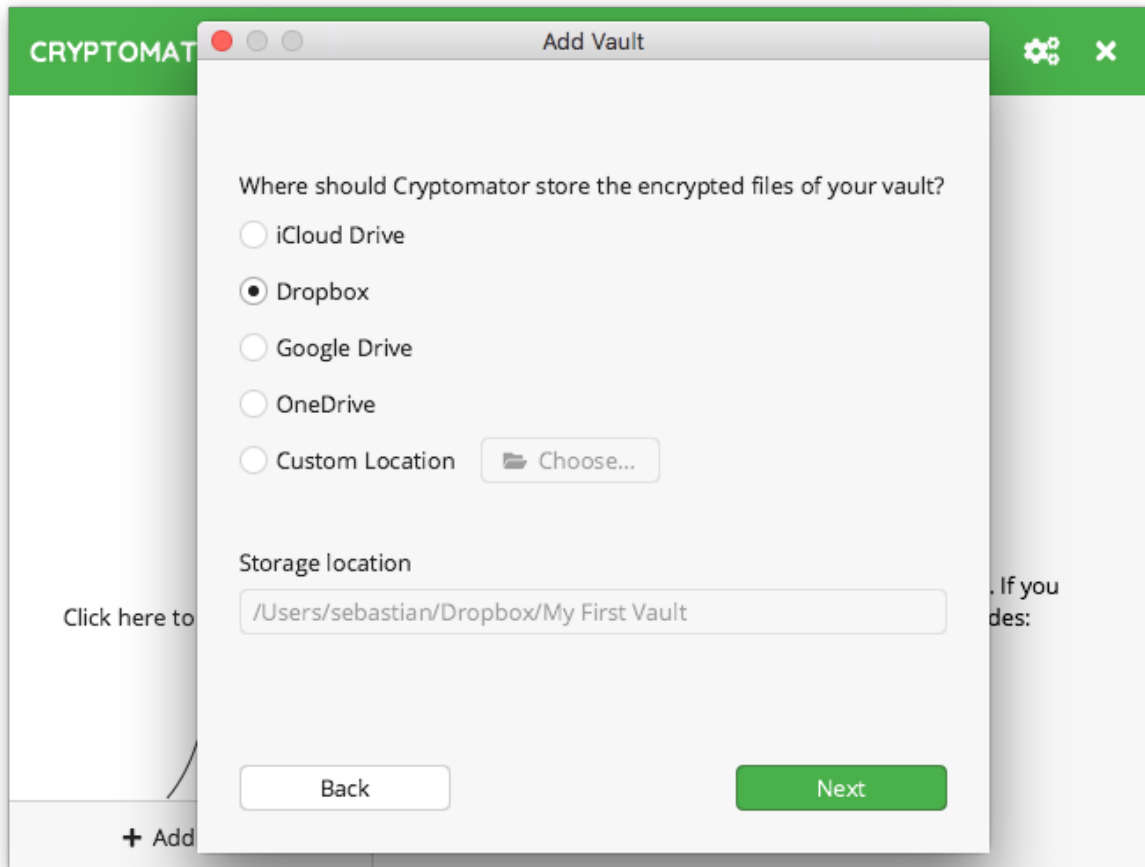 CRYPTOMAT
Add Vault
Where should Cryptomator store the encrypted files of your vault?
iCloud Drive
Dropbox
Google Drive
OneDrive
Custom Location
Choose...
Storage location
/Users/sebastian/Dropbox/My First Vault
. If you
Click here to
des:
Back
Next
+ Add